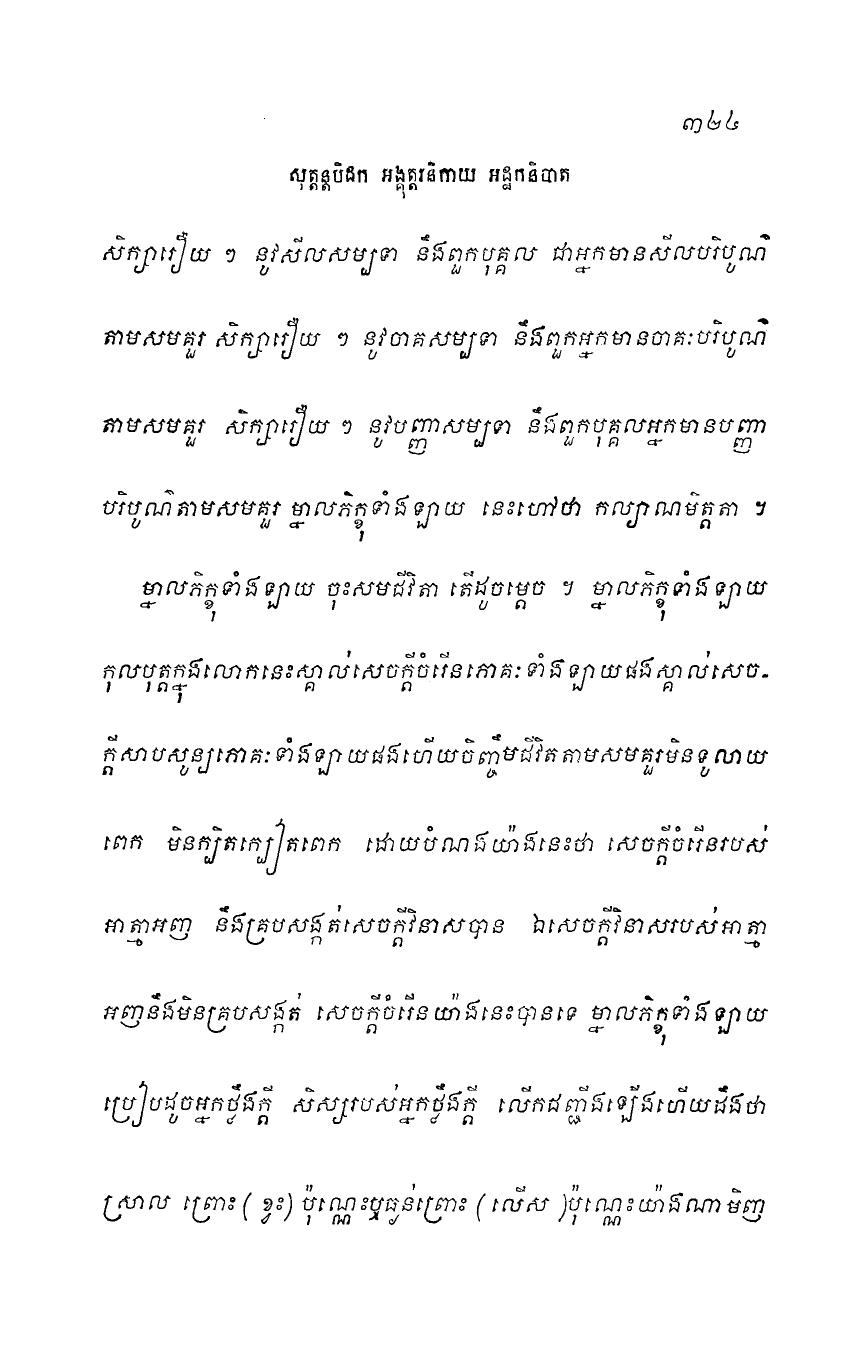 ៣២៤
សុត្តន្តបិដក អង្គុត្តរនិកាយ អដ្ឋកនិបាត
សិក្សារឿយ ៗ នូវសីលសម្បទា នឹងពួកបុគ្គល ជាអ្នកមានសីលបរិបូណ៌
តាមសមគួរ សិក្សារឿយ ៗ នូវចាគសម្បទា នឹងពួកអ្នកមានចាគៈបរិបូណ៌
តាមសមគួរ សិក្សារឿយ ៗ នូវបញ្ញាសម្បទា នឹងពួកបុគ្គលអ្នកមានបញ្ញា
បរិបូណ៌តាមសមគួរ ម្នាលភិក្ខុទាំងឡាយ នេះហៅថា កល្យាណមិត្តតា ។
ម្នាលភិក្ខុទាំងឡាយ ចុះសមជីវិតា តើដូចម្តេច ។ ម្នាលភិក្ខុទាំងឡាយ
កុលបុត្តក្នុងលោកនេះស្គាល់សេចក្តីចំរើនភោគៈទាំងឡាយផងស្គាល់សេច-
ក្តីសាបសូន្យភោគៈទាំងឡាយផងហើយចិញ្ចឹមជីវិតតាមសមគួរមិនទូលាយ
ពេក មិនក្បិតក្បៀតពេក ដោយបំណងយ៉ាងនេះថា សេចក្តីចំរើនរបស់
អាត្មាអញ នឹងគ្របសង្កត់សេចក្តីវិនាសបាន ឯសេចក្តីវិនាសរបស់អាត្មា
អញនឹងមិនគ្របសង្កត់ សេចក្តីចំរើនយ៉ាងនេះបានទេ ម្នាលភិក្ខុទាំងឡាយ
ប្រៀបដូចអ្នកថ្លឹងក្តី សិស្សរបស់អ្នកថ្លឹងក្តី លើកជញ្ជីងឡើងហើយដឹងថា
ស្រាល ព្រោះ ( ខ្វះ) ប៉ុណ្ណេះឬធ្ងន់ព្រោះ ( លើស )ប៉ុណ្ណេះយ៉ាងណាមិញ